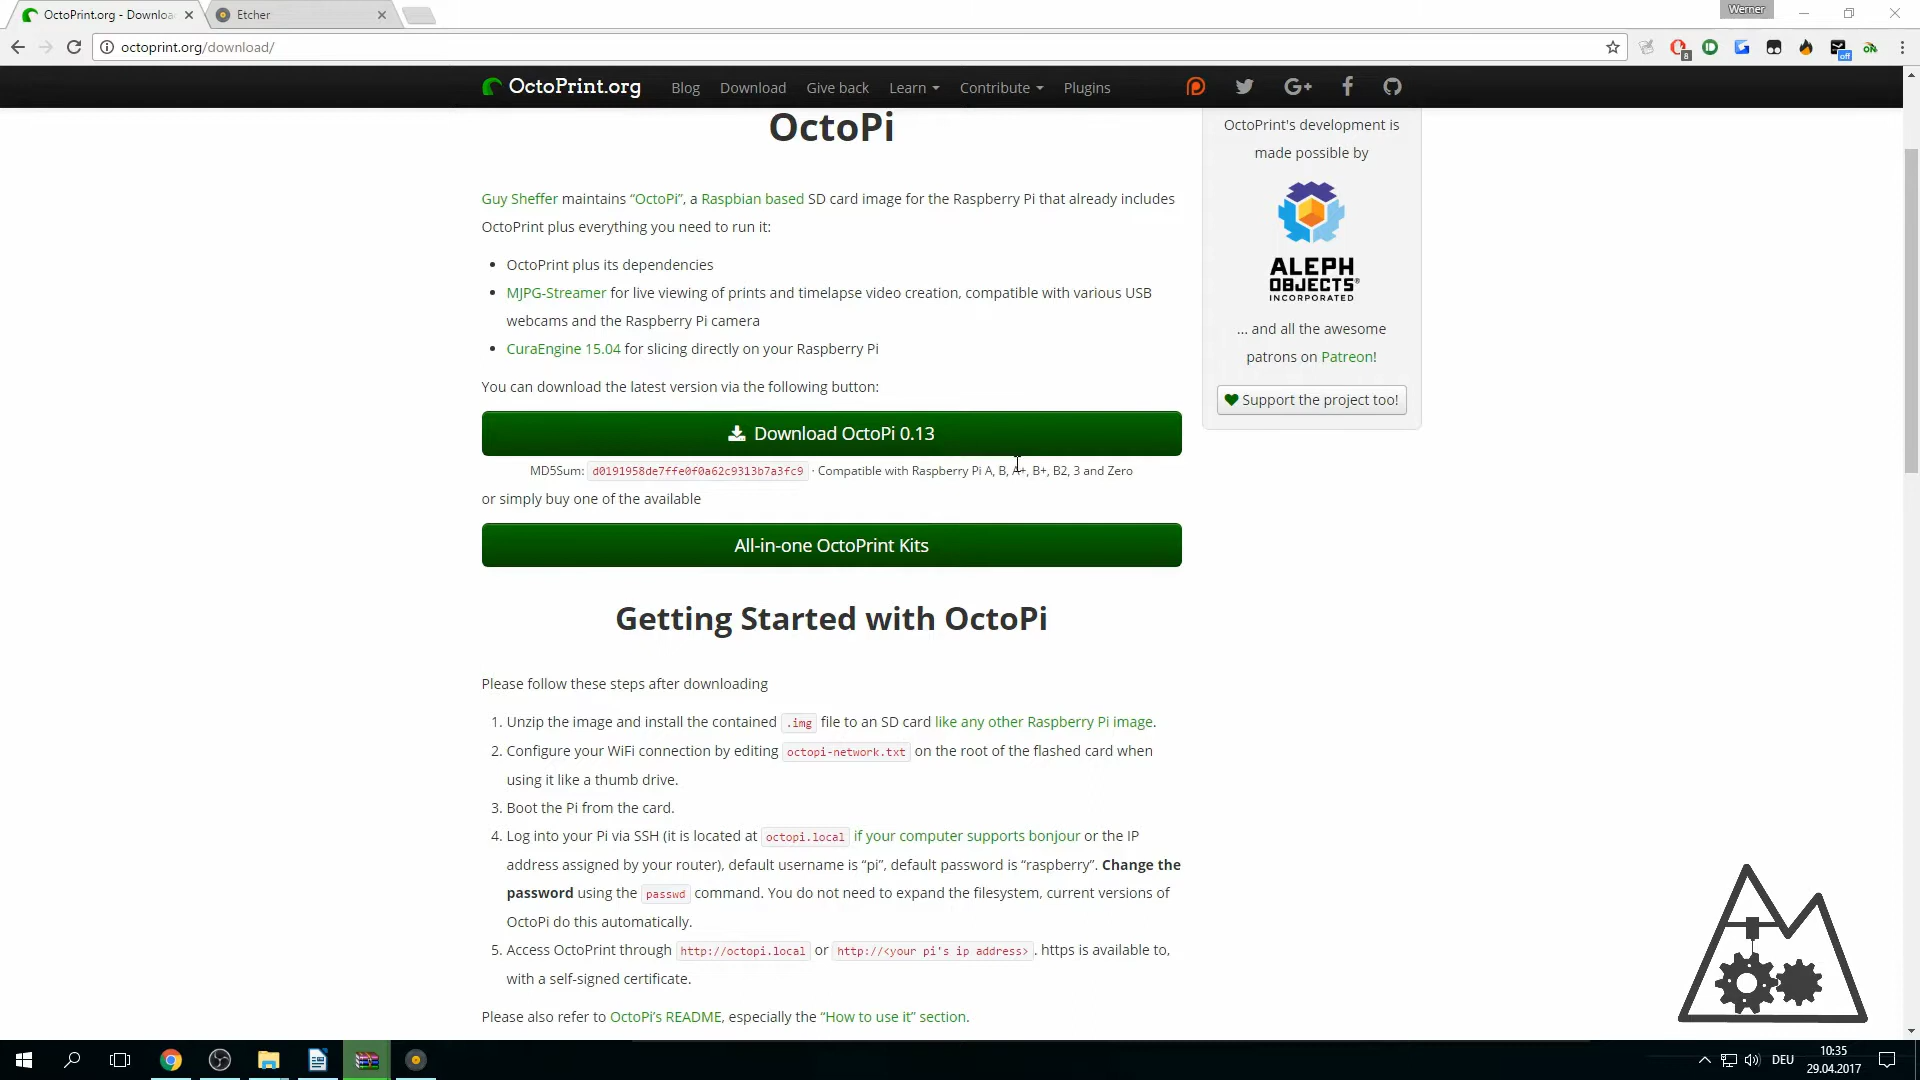 OctoPrint.org - Downloa
Etcher
Werner
octoprint.org/download/
8
off
ON
OctoPrint.org
Blog
Download
Give back
Learn
Contribute
Plugins
OctoPi
Guy Sheffer maintains “OctoPi”, a Raspbian based SD card image for the Raspberry Pi that already includes
OctoPrint plus everything you need to run it:
• OctoPrint plus its dependencies
• MJPG-Streamer for live viewing of prints and timelapse video creation, compatible with various USB
webcams and the Raspberry Pi camera
• CuraEngine 15.04 for slicing directly on your Raspberry Pi
You can download the latest version via the following button:
Download OctoPi 0.13
MD5Sum: d0191958de7ffe0f0a62c9313b7a3fc9 · Compatible with Raspberry Pi A, B, A+, B+, B2, 3 and Zero
or simply buy one of the available
All-in-one OctoPrint Kits
OctoPrint's development is
made possible by
ALEPH
OBJECTS®
INCORPORATED
... and all the awesome
patrons on Patreon!
Support the project too!
Getting Started with OctoPi
Please follow these steps after downloading
1. Unzip the image and install the contained .img file to an SD card like any other Raspberry Pi image.
2. Configure your WiFi connection by editing octopi-network.txt on the root of the flashed card when
using it like a thumb drive.
3. Boot the Pi from the card.
4. Log into your Pi via SSH (it is located at octopi.local if your computer supports bonjour or the IP
address assigned by your router), default username is “pi”, default password is “raspberry”. Change the
password using the passwd command. You do not need to expand the filesystem, current versions of
OctoPi do this automatically.
5. Access OctoPrint through http://octopi.local or http://<your pi's ip address>. https is available to,
with a self-signed certificate.
Please also refer to OctoPi’s README, especially the “How to use it” section.
DEU
10:35
29.04.2017